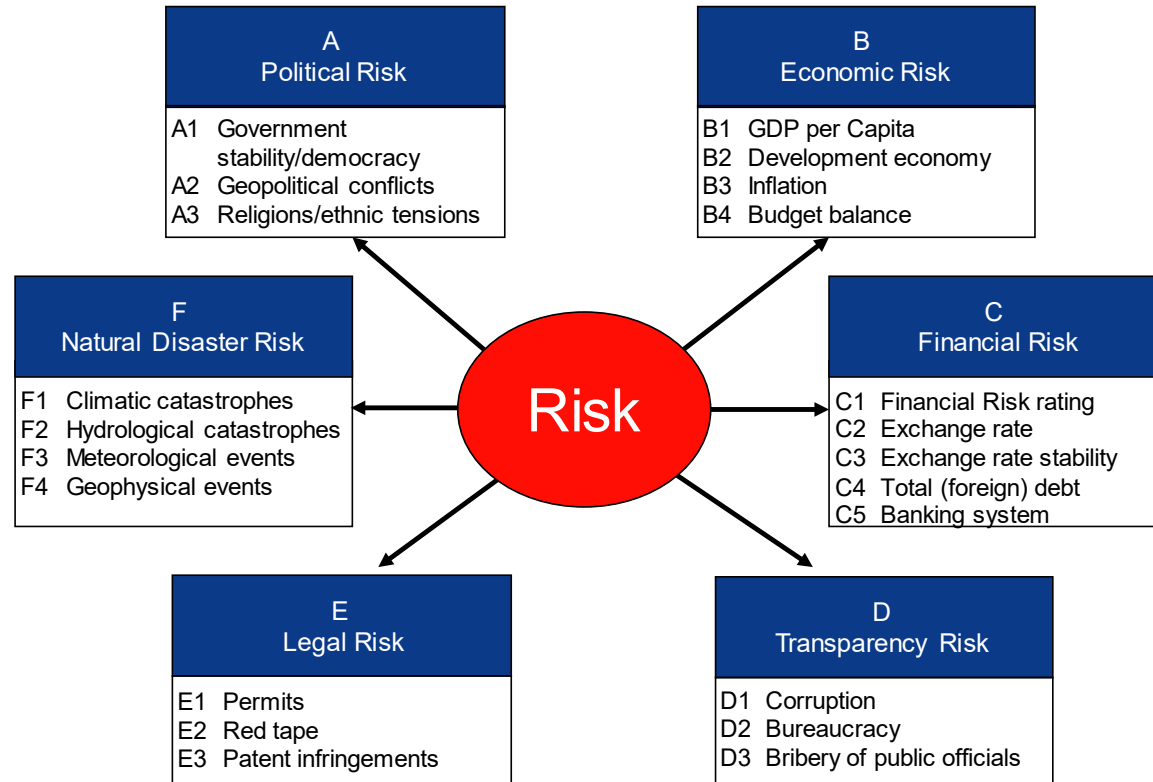 A
Political Risk
A1 Government
stability/democracy
A2 Geopolitical conflicts
A3 Religions/ethnic tensions
B
Economic Risk
B1 GDP per Capita
B2 Development economy
B3 Inflation
B4 Budget balance
F
Natural Disaster Risk
F1 Climatic catastrophes
F2 Hydrological catastrophes
F3 Meteorological events
F4 Geophysical events
Risk
C
Financial Risk
C1 Financial Risk rating
C2 Exchange rate
C3 Exchange rate stability
C4 Total (foreign) debt
C5 Banking system
E
Legal Risk
E1 Permits
E2 Red tape
E3 Patent infringements
D
Transparency Risk
D1 Corruption
D2 Bureaucracy
D3 Bribery of public officials